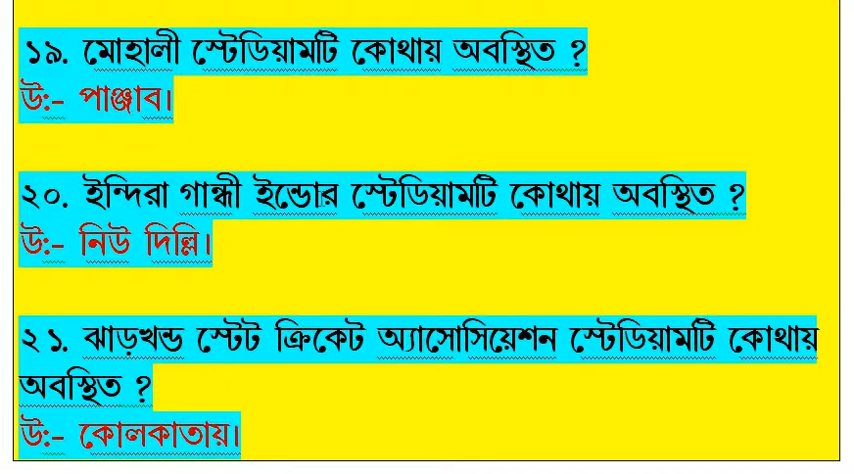 ১৯. মোহালী স্টেডিয়ামটি কোথায় অবস্থিত ?
উ:- পাঞ্জাব।
২০. ইন্দিরা গান্ধী ইন্ডোর স্টেডিয়ামটি কোথায় অবস্থিত ?
উ:- নিউ দিল্লি।
২১. ঝাড়খন্ড স্টেট ক্রিকেট অ্যাসোসিয়েশন স্টেডিয়ামটি কোথায়
অবস্থিত ?
উ:- কোলকাতায়।